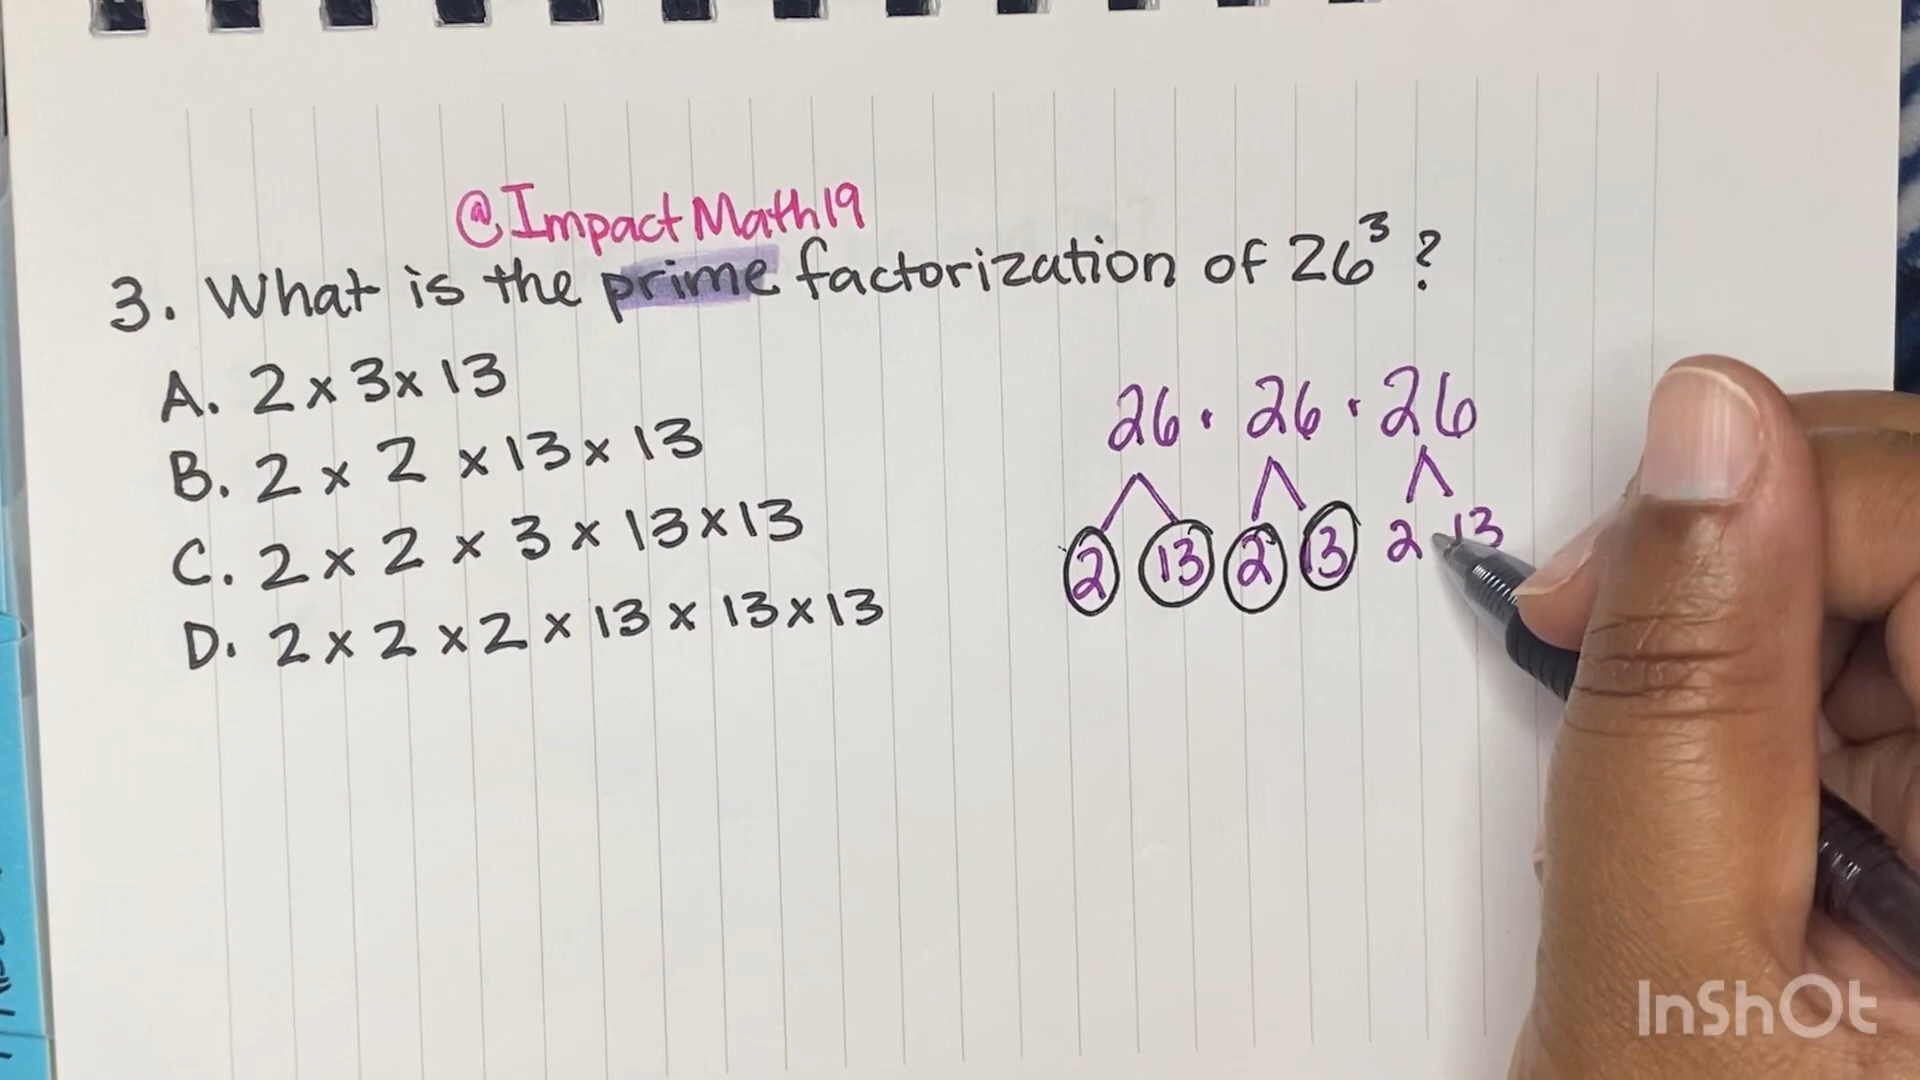 @ImpactMath19
3. What is the prime factorization of 26³?
A. 2 x 3 x 13
B. 2 x 2 x 13 x 13
C. 2 x 2 x 3 x 13 x 13
D. 2 x 2 x 2 x 13 x 13 x 13
26 · 26 · 26
2 13 2 13 2 13
InShOt